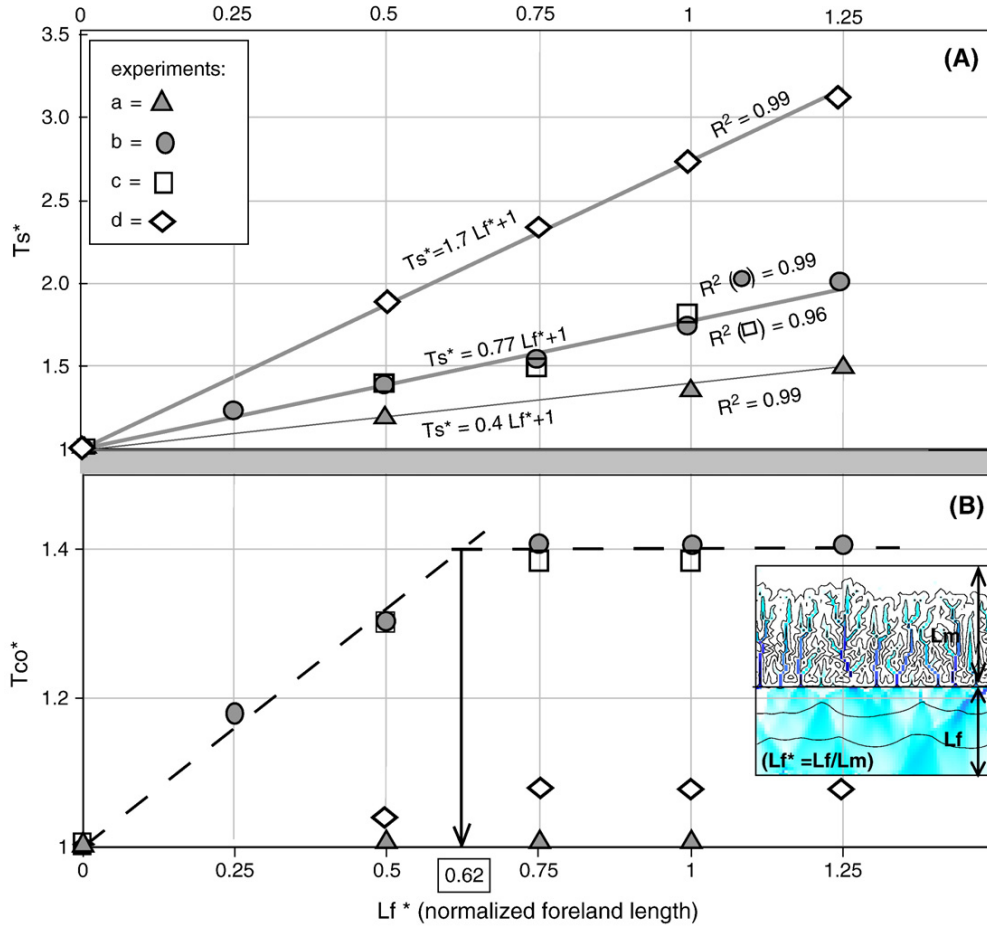 0 0.25 0.5 0.75 1 1.25
3.5
(A)
experiments:
a =
b =
c =
d =
3.0
2.5
2.0
1.5
1
Ts*
R² = 0.99
Ts*=1.7 Lf*+1
R² ( ) = 0.99
Ts* = 0.77 Lf*+1
R² ( ) = 0.96
Ts* = 0.4 Lf*+1
R² = 0.99
(B)
1.4
1.2
1
Tco*
Lm
Lf
(Lf* =Lf/Lm)
0 0.25 0.5 0.62 0.75 1 1.25
Lf * (normalized foreland length)